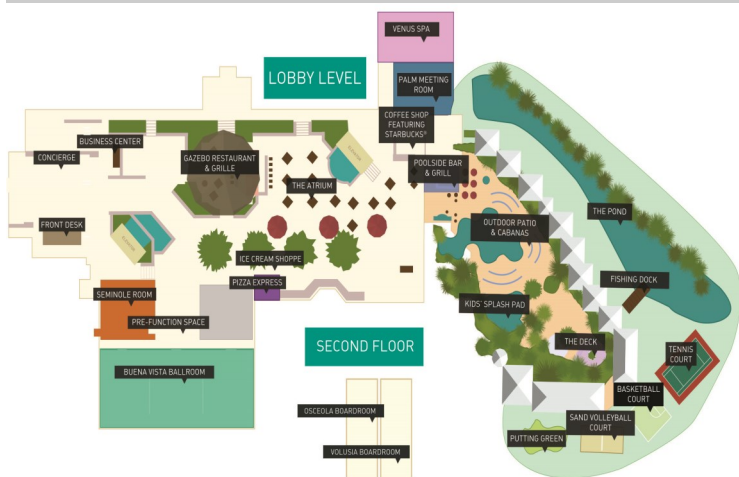 VENUS SPA
LOBBY LEVEL
PALM MEETING
ROOM
COFFEE SHOP
FEATURING
STARBUCKS®
BUSINESS CENTER
CONCIERGE
GAZEBO RESTAURANT
& GRILLE
POOLSIDE BAR
& GRILL
THE ATRIUM
THE POND
FRONT DESK
OUTDOOR PATIO
& CABANAS
ICE CREAM SHOPPE
PIZZA EXPRESS
FISHING DOCK
SEMINOLE ROOM
KIDS' SPLASH PAD
PRE-FUNCTION SPACE
SECOND FLOOR
THE DECK
TENNIS
COURT
BUENA VISTA BALLROOM
BASKETBALL
COURT
OSCEOLA BOARDROOM
SAND VOLLEYBALL
COURT
PUTTING GREEN
VOLUSIA BOARDROOM